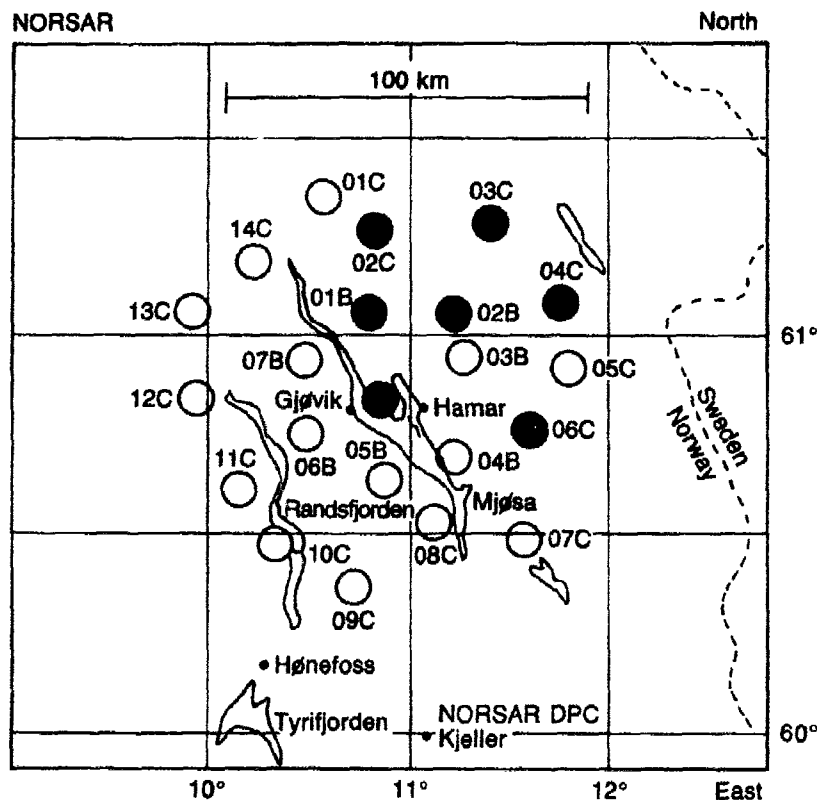 NORSAR North
100 km
01C
03C
14C
02C
04C
13C
01B
02B
61°
07B
03B
05C
12C
Gjøvik
Hamar
06C
Sweden
Norway
06B
05B
04B
11C
Randsfjorden
Mjøsa
10C
08C
07C
09C
Hønefoss
Tyrifjorden
NORSAR DPC
Kjeller
60°
10° 11° 12° East